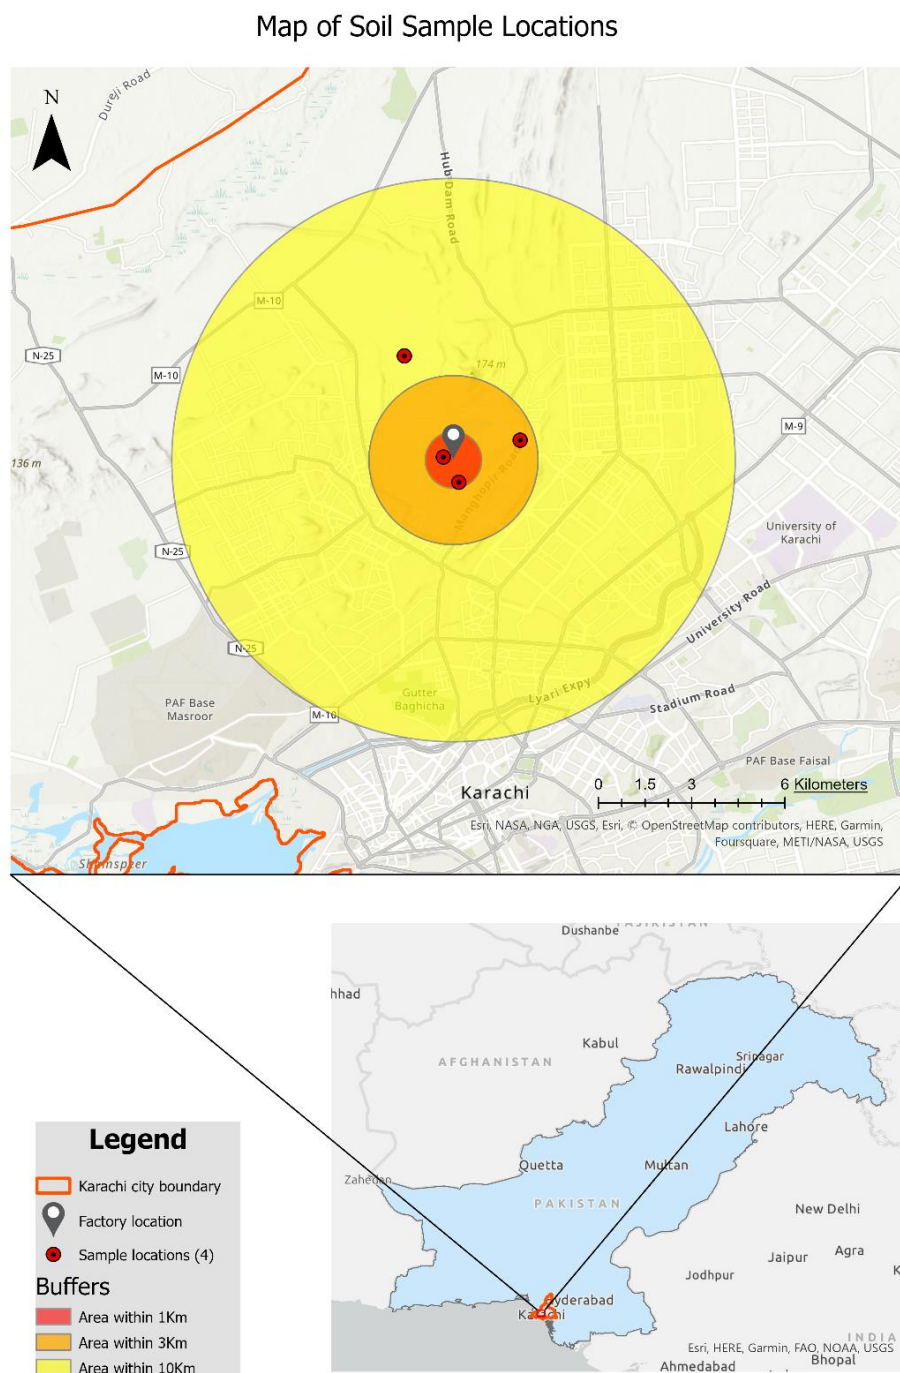 Map of Soil Sample Locations
N
Dureji Road
Hub Dam Road
M-10
N-25
M-10
174 m
M-9
136 m
Manghopir Road
University of
Karachi
N-25
University Road
N-25
Lyari Expy
Stadium Road
Gutter
Baghicha
PAF Base
Masroor
M-10
PAF Base Faisal
Karachi
0 1.5 3 6 Kilometers
Esri, NASA, NGA, USGS, Esri, © OpenStreetMap contributors, HERE, Garmin,
Foursquare, METI/NASA, USGS
Shamspeer
TAJIKISTAN
Dushanbe
hhad
Kabul
AFGHANISTAN
Srinagar
Rawalpindi
Lahore
Quetta
Multan
Zahedan
PAKISTAN
New Delhi
Agra
Jaipur
K
Jodhpur
Hyderabad
Karachi
INDIA
Esri, HERE, Garmin, FAO, NOAA, USGS
Bhopal
Ahmedabad
Legend
Karachi city boundary
Factory location
Sample locations (4)
Buffers
Area within 1Km
Area within 3Km
Area within 10Km